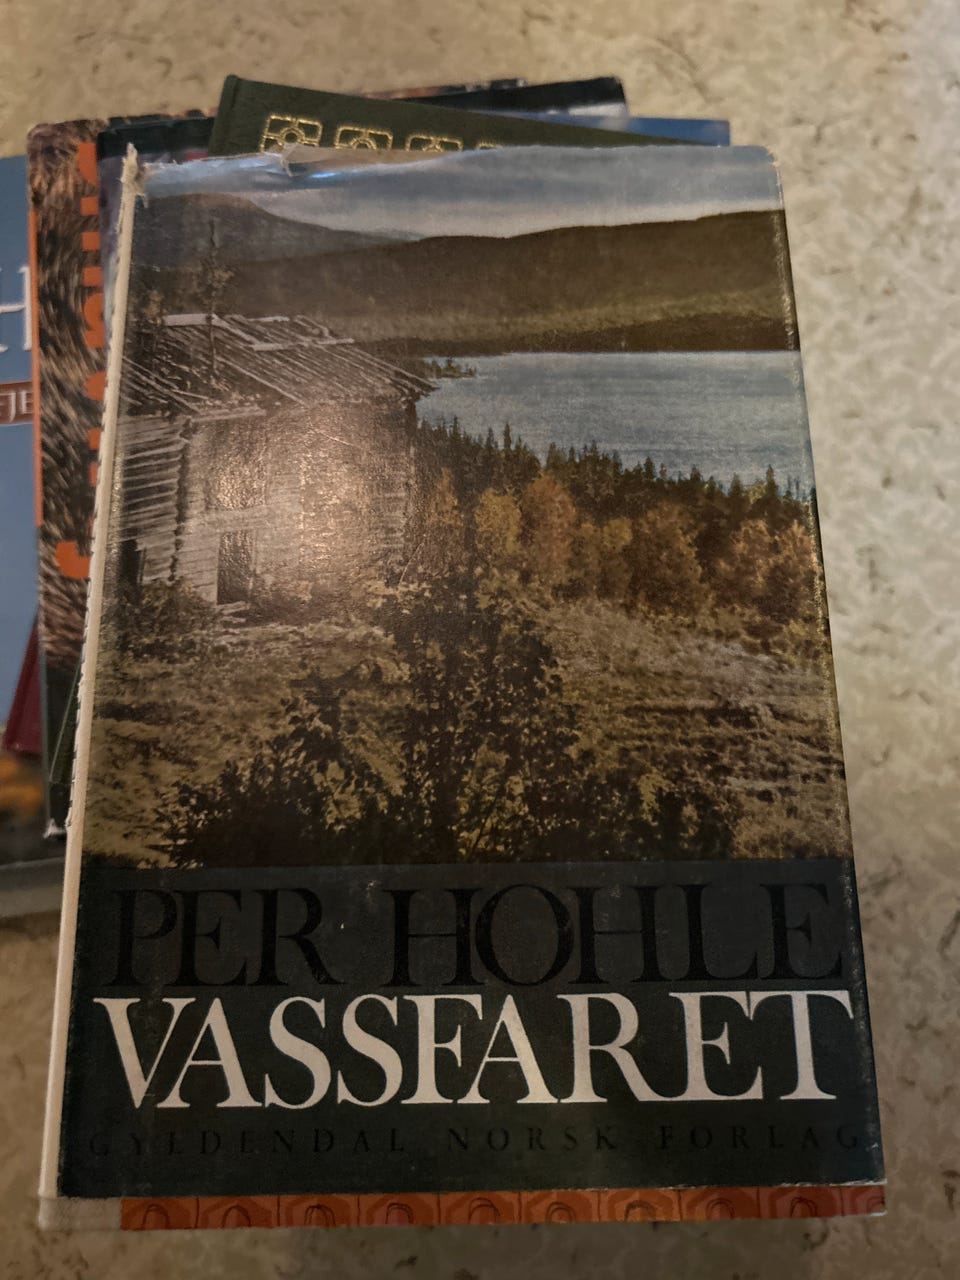 PER HOHLE
VASSFARET
GYLDENDAL NORSK FORLAG